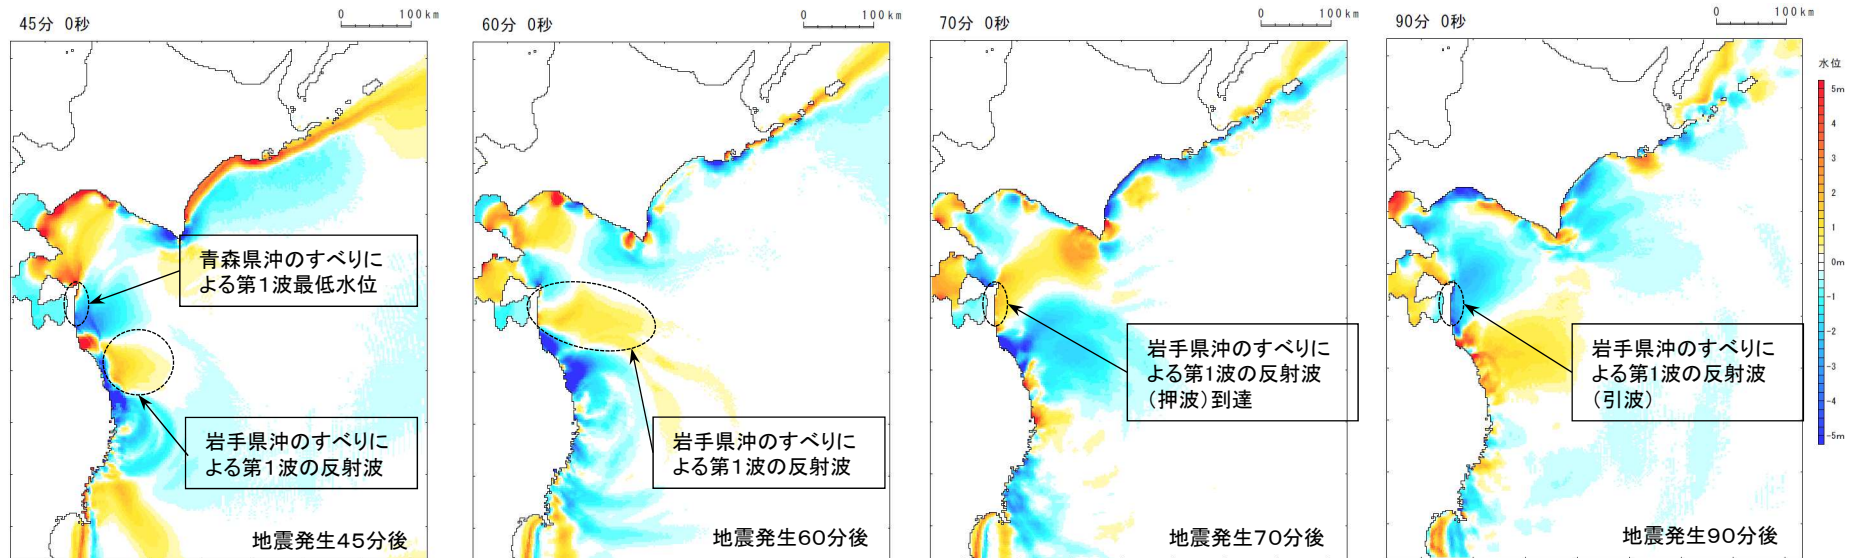 45分 0秒
0 100km
青森県沖のすべりに
よる第1波最低水位
岩手県沖のすべりに
よる第1波の反射波
地震発生45分後
60分 0秒
0 100km
岩手県沖のすべりに
よる第1波の反射波
地震発生60分後
70分 0秒
0 100km
岩手県沖のすべりに
よる第1波の反射波
(押波)到達
地震発生70分後
90分 0秒
0 100km
岩手県沖のすべりに
よる第1波の反射波
(引波)
地震発生90分後
水位
5m
4
3
2
1
0m
-1
-2
-3
-4
-5m